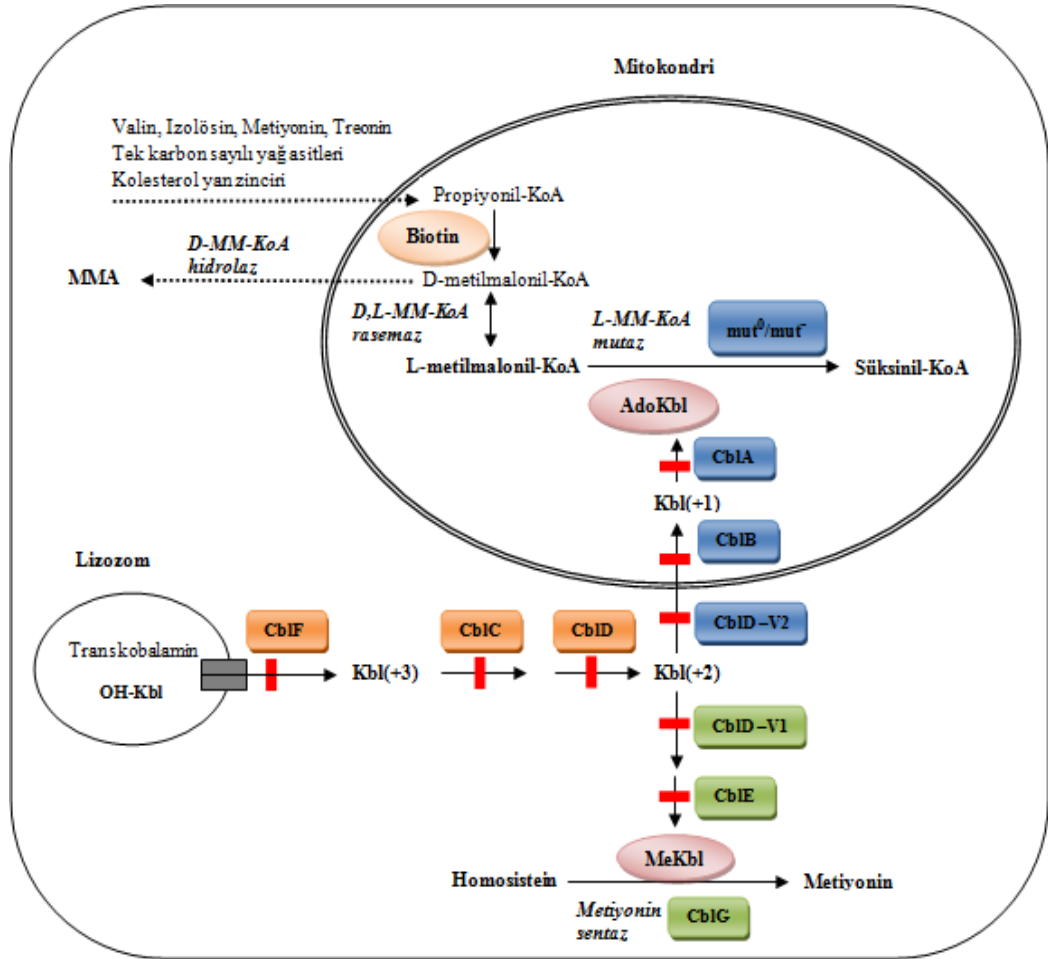 Mitokondri
Valin, Izolösin, Metiyonin, Treonin
Tek karbon sayılı yağ asitleri
Kolesterol yan zinciri
Propiyonil-KoA
Biotin
D-MM-KoA
hidrolaz
MMA
D-metilmalonil-KoA
D,L-MM-KoA
rasemaz
L-MM-KoA
mutaz
mut⁰/mut⁻
L-metilmalonil-KoA
Süksinil-KoA
AdoKbl
CblA
Kbl(+1)
CblB
Lizozom
CblF
CblC
CblD
CblD –V2
Transkobalamin
OH-Kbl
Kbl(+3)
Kbl(+2)
CblD –V1
CblE
MeKbl
Homosistein
Metiyonin
Metiyonin
sentaz
CblG